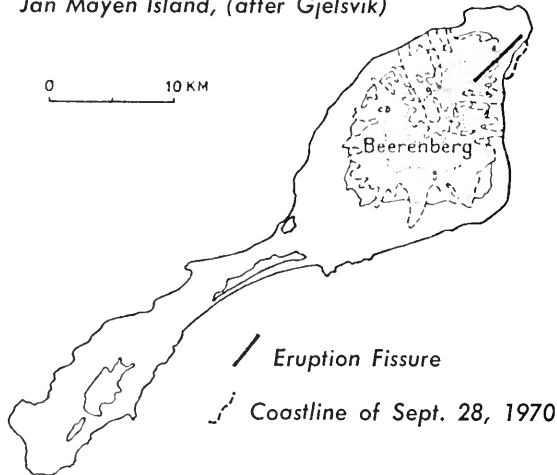 Jan Mayen Island, (after Gjelsvik)
0 10 KM
Beerenberg
Eruption Fissure
Coastline of Sept. 28, 1970